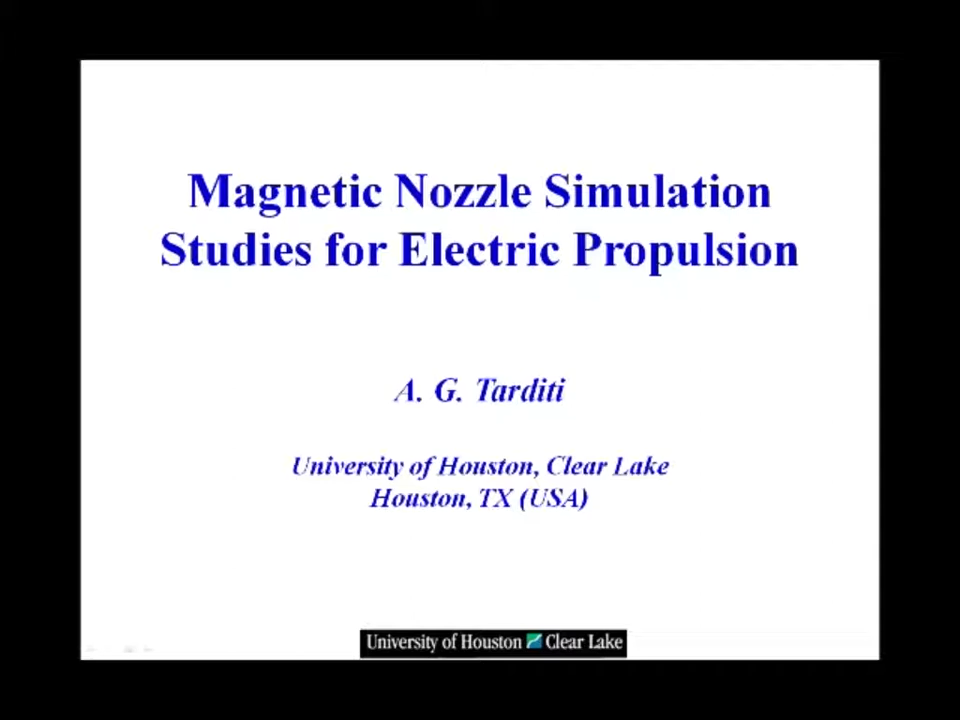 Magnetic Nozzle Simulation
Studies for Electric Propulsion
A. G. Tarditi
University of Houston, Clear Lake
Houston, TX (USA)
University of Houston Clear Lake